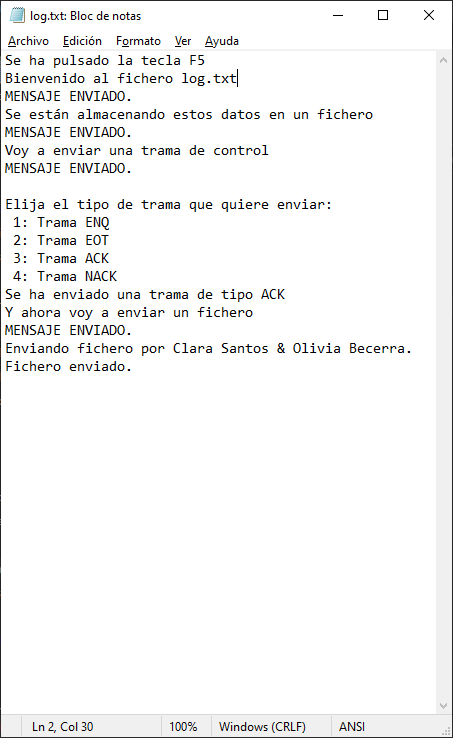 log.txt: Bloc de notas
Archivo Edición Formato Ver Ayuda
Se ha pulsado la tecla F5
Bienvenido al fichero log.txt
MENSAJE ENVIADO.
Se están almacenando estos datos en un fichero
MENSAJE ENVIADO.
Voy a enviar una trama de control
MENSAJE ENVIADO.

Elija el tipo de trama que quiere enviar:
 1: Trama ENQ
 2: Trama EOT
 3: Trama ACK
 4: Trama NACK
Se ha enviado una trama de tipo ACK
Y ahora voy a enviar un fichero
MENSAJE ENVIADO.
Enviando fichero por Clara Santos & Olivia Becerra.
Fichero enviado.
Ln 2, Col 30 100% Windows (CRLF) ANSI